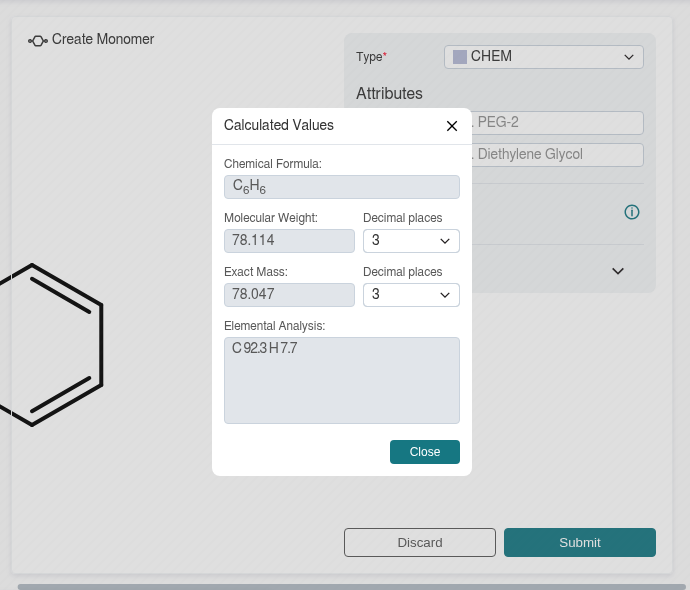 Create Monomer
Type*
CHEM
Attributes
. PEG-2
. Diethylene Glycol
Calculated Values
Chemical Formula:
C₆H₆
Molecular Weight:
Decimal places
78.114
3
Exact Mass:
Decimal places
78.047
3
Elemental Analysis:
C 92.3 H 7.7
Close
Discard
Submit